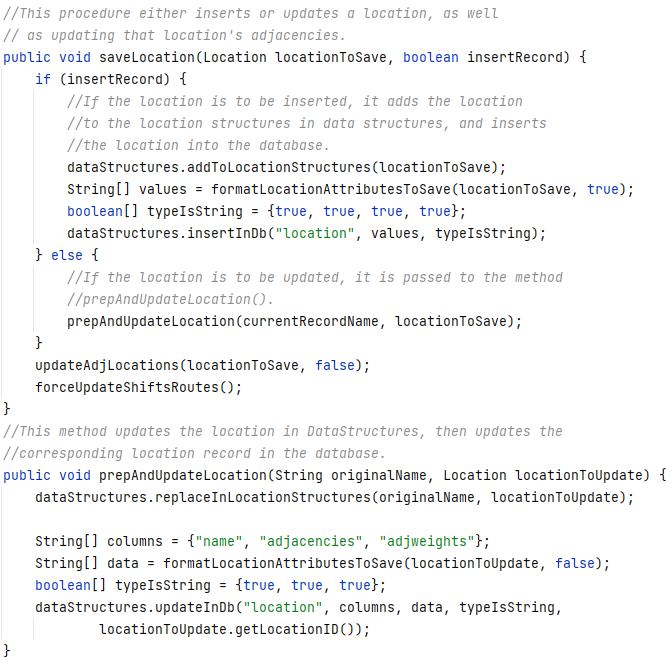 //This procedure either inserts or updates a location, as well
// as updating that location's adjacencies.
public void saveLocation(Location locationToSave, boolean insertRecord) {
    if (insertRecord) {
        //If the location is to be inserted, it adds the location
        //to the location structures in data structures, and inserts
        //the location into the database.
        dataStructures.addToLocationStructures(locationToSave);
        String[] values = formatLocationAttributesToSave(locationToSave, true);
        boolean[] typeIsString = {true, true, true, true};
        dataStructures.insertInDb("location", values, typeIsString);
    } else {
        //If the location is to be updated, it is passed to the method
        //prepAndUpdateLocation().
        prepAndUpdateLocation(currentRecordName, locationToSave);
    }
    updateAdjLocations(locationToSave, false);
    forceUpdateShiftsRoutes();
}
//This method updates the location in DataStructures, then updates the
//corresponding location record in the database.
public void prepAndUpdateLocation(String originalName, Location locationToUpdate) {
    dataStructures.replaceInLocationStructures(originalName, locationToUpdate);

    String[] columns = {"name", "adjacencies", "adjweights"};
    String[] data = formatLocationAttributesToSave(locationToUpdate, false);
    boolean[] typeIsString = {true, true, true};
    dataStructures.updateInDb("location", columns, data, typeIsString,
            locationToUpdate.getLocationID());
}